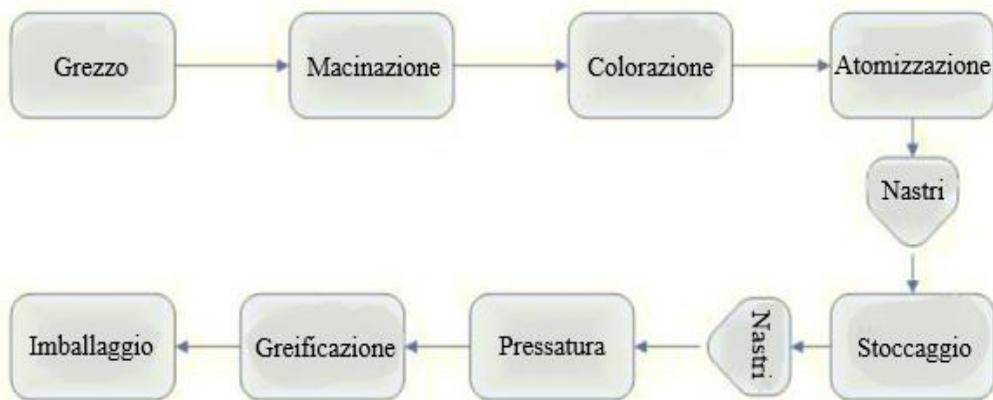 Grezzo
Macinazione
Colorazione
Atomizzazione
Nastri
Stoccaggio
Nastri
Pressatura
Greificazione
Imballaggio